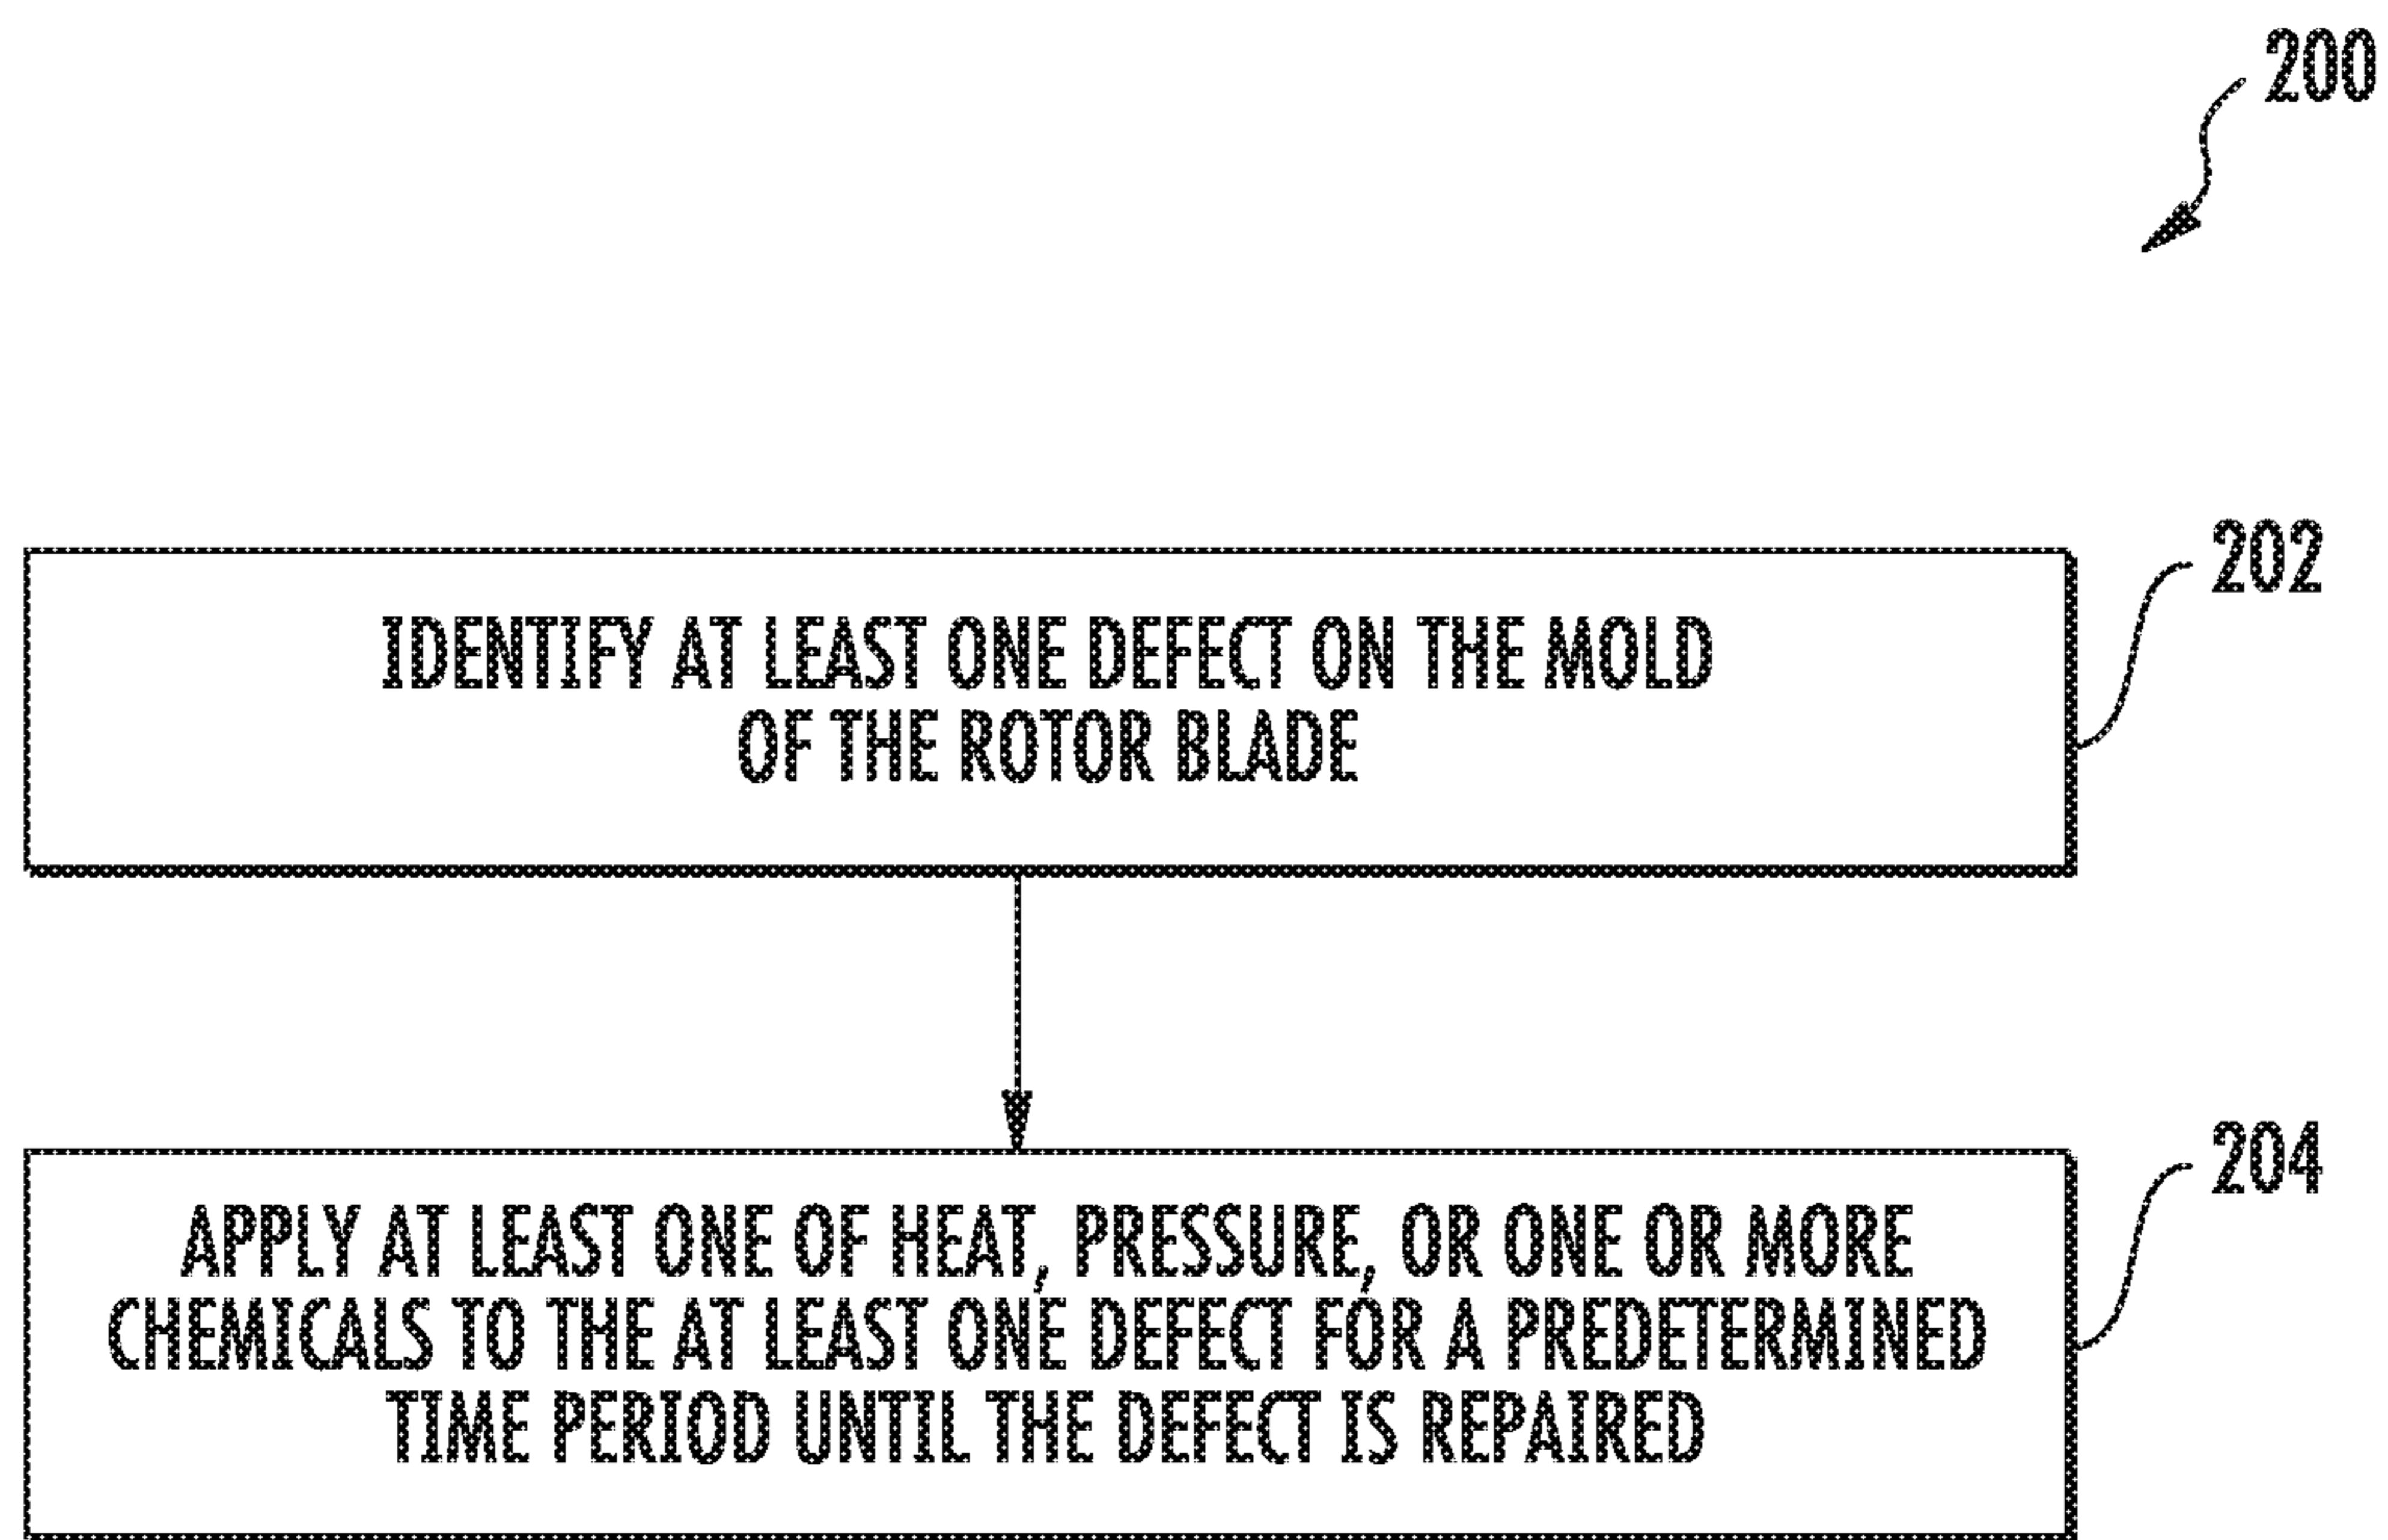 200
202
IDENTIFY AT LEAST ONE DEFECT ON THE MOLD
OF THE ROTOR BLADE
204
APPLY AT LEAST ONE OF HEAT, PRESSURE, OR ONE OR MORE
CHEMICALS TO THE AT LEAST ONE DEFECT FOR A PREDETERMINED
TIME PERIOD UNTIL THE DEFECT IS REPAIRED